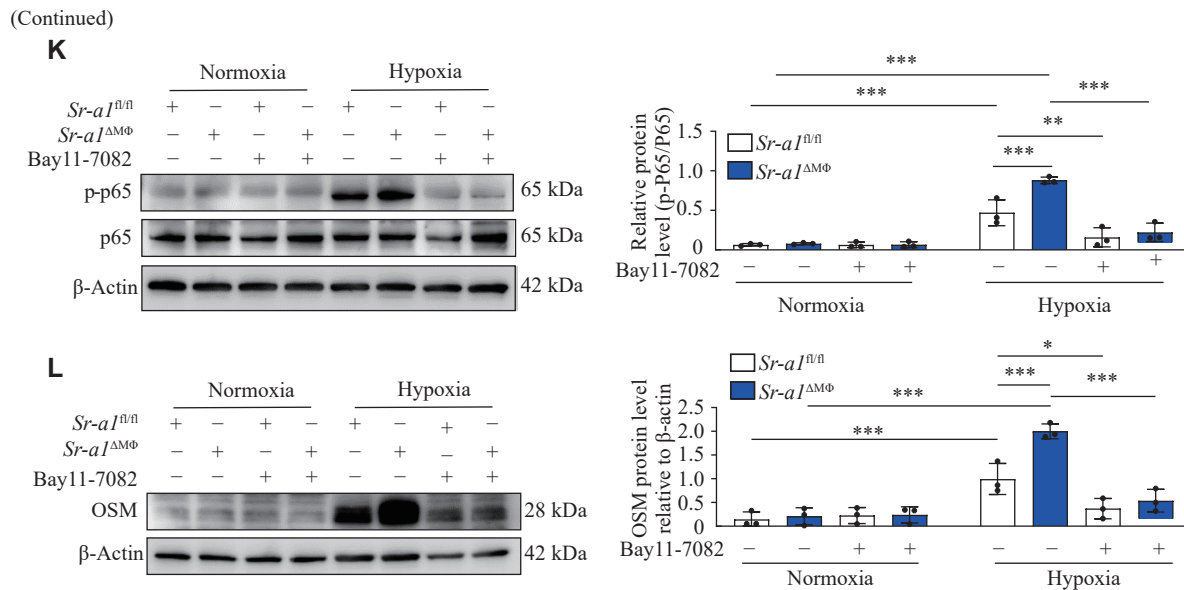 (Continued)
K
Normoxia Hypoxia
Sr-a1fl/fl + − + − + − + −
Sr-a1ΔMΦ − + − + − + − +
Bay11-7082 − − + + − − + +
p-p65 65 kDa
p65 65 kDa
β-Actin 42 kDa
***
*** ***
**
***
Sr-a1fl/fl
Sr-a1ΔMΦ
Relative protein
level (p-P65/P65)
1.5
1.0
0.5
0
Bay11-7082 − − + + − − + +
Normoxia Hypoxia
L
Normoxia Hypoxia
Sr-a1fl/fl + − + − + − + −
Sr-a1ΔMΦ − + − + − + − +
Bay11-7082 − − + + − − + +
OSM 28 kDa
β-Actin 42 kDa
*
*** ***
***
***
Sr-a1fl/fl
Sr-a1ΔMΦ
OSM protein level
relative to β-actin
2.5
2.0
1.5
1.0
0.5
0
Bay11-7082 − − + + − − + +
Normoxia Hypoxia